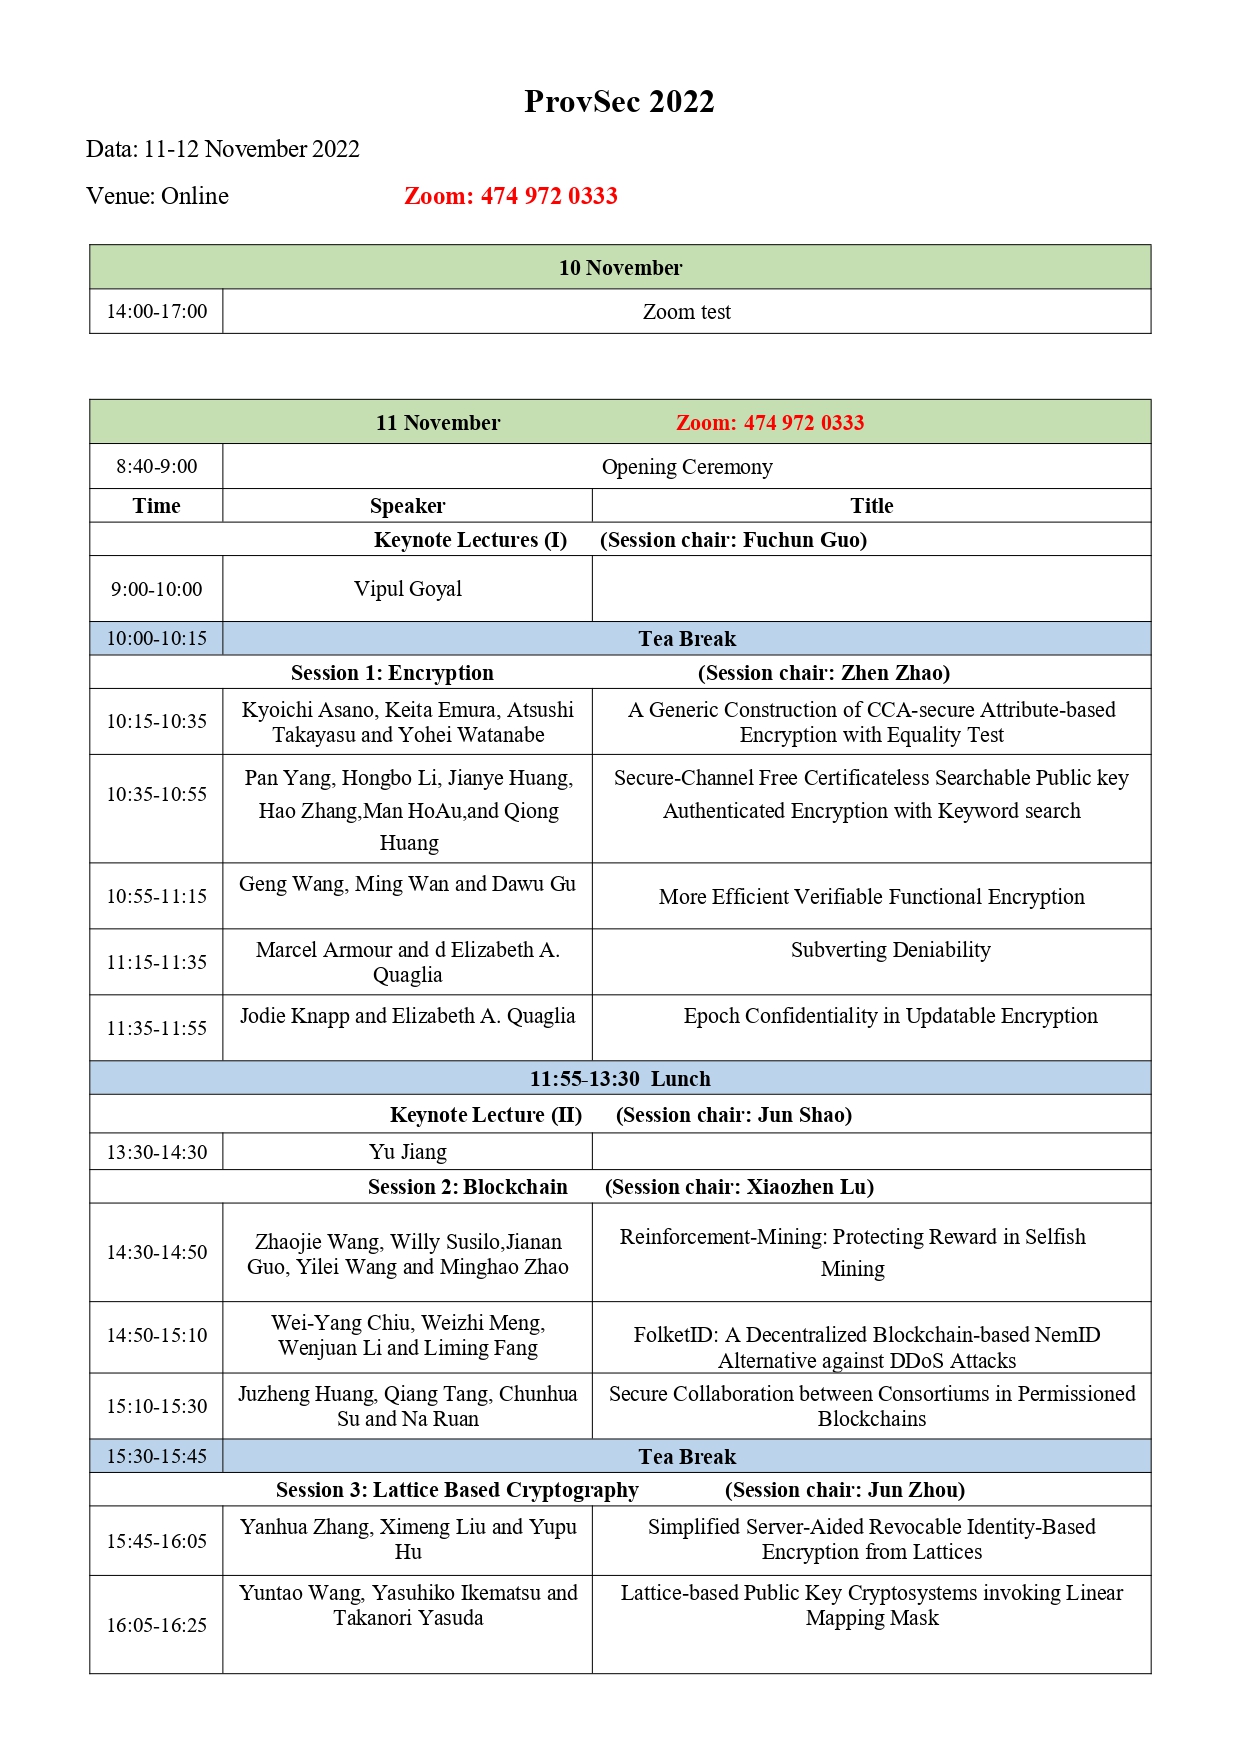 ProvSec 2022
Data: 11-12 November 2022
Venue: Online Zoom: 474 972 0333
10 November
14:00-17:00 Zoom test
11 November Zoom: 474 972 0333
8:40-9:00 Opening Ceremony
Time Speaker Title
Keynote Lectures (I) (Session chair: Fuchun Guo)
9:00-10:00 Vipul Goyal
10:00-10:15 Tea Break
Session 1: Encryption (Session chair: Zhen Zhao)
10:15-10:35
Kyoichi Asano, Keita Emura, Atsushi
Takayasu and Yohei Watanabe
A Generic Construction of CCA-secure Attribute-based
Encryption with Equality Test
10:35-10:55
Pan Yang, Hongbo Li, Jianye Huang,
Hao Zhang,Man HoAu,and Qiong
Huang
Secure-Channel Free Certificateless Searchable Public key
Authenticated Encryption with Keyword search
10:55-11:15
Geng Wang, Ming Wan and Dawu Gu
More Efficient Verifiable Functional Encryption
11:15-11:35
Marcel Armour and d Elizabeth A.
Quaglia
Subverting Deniability
11:35-11:55
Jodie Knapp and Elizabeth A. Quaglia
Epoch Confidentiality in Updatable Encryption
11:55-13:30 Lunch
Keynote Lecture (II) (Session chair: Jun Shao)
13:30-14:30 Yu Jiang
Session 2: Blockchain (Session chair: Xiaozhen Lu)
14:30-14:50
Zhaojie Wang, Willy Susilo,Jianan
Guo, Yilei Wang and Minghao Zhao
Reinforcement-Mining: Protecting Reward in Selfish
Mining
14:50-15:10
Wei-Yang Chiu, Weizhi Meng,
Wenjuan Li and Liming Fang
FolketID: A Decentralized Blockchain-based NemID
Alternative against DDoS Attacks
15:10-15:30
Juzheng Huang, Qiang Tang, Chunhua
Su and Na Ruan
Secure Collaboration between Consortiums in Permissioned
Blockchains
15:30-15:45 Tea Break
Session 3: Lattice Based Cryptography (Session chair: Jun Zhou)
15:45-16:05
Yanhua Zhang, Ximeng Liu and Yupu
Hu
Simplified Server-Aided Revocable Identity-Based
Encryption from Lattices
16:05-16:25
Yuntao Wang, Yasuhiko Ikematsu and
Takanori Yasuda
Lattice-based Public Key Cryptosystems invoking Linear
Mapping Mask